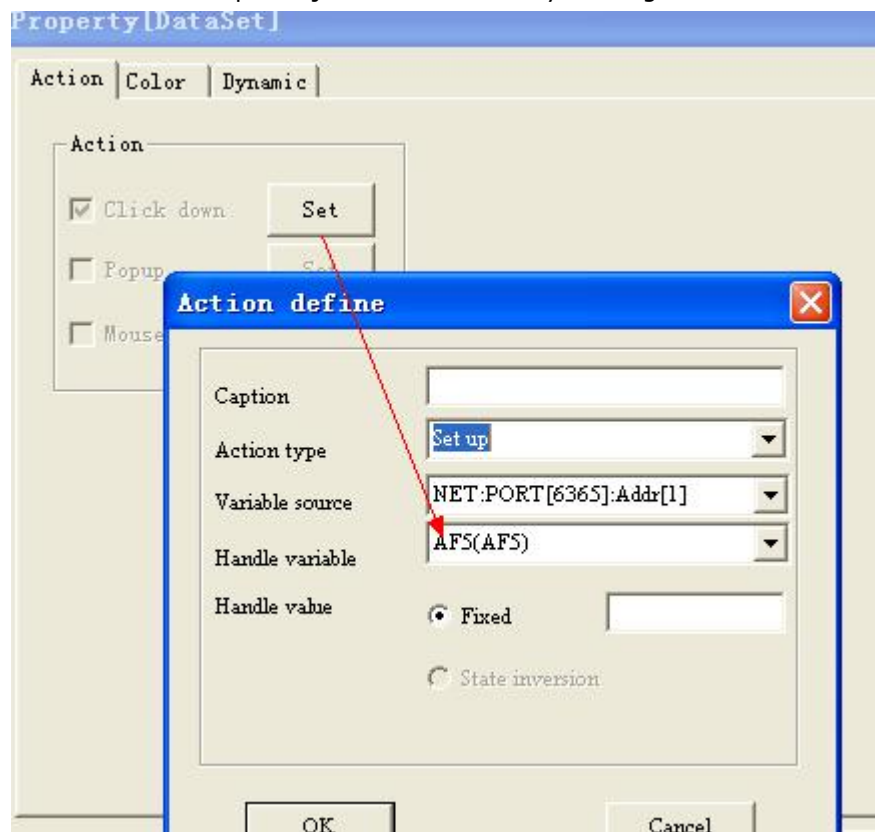 Property[DataSet]
Action Color Dynamic
Action
Click down Set
Popup Set
Mouse
Action define
Caption
Action type Set up
Variable source NET:PORT[6365]:Addr[1]
Handle variable AF5(AF5)
Handle value Fixed
State inversion
OK Cancel